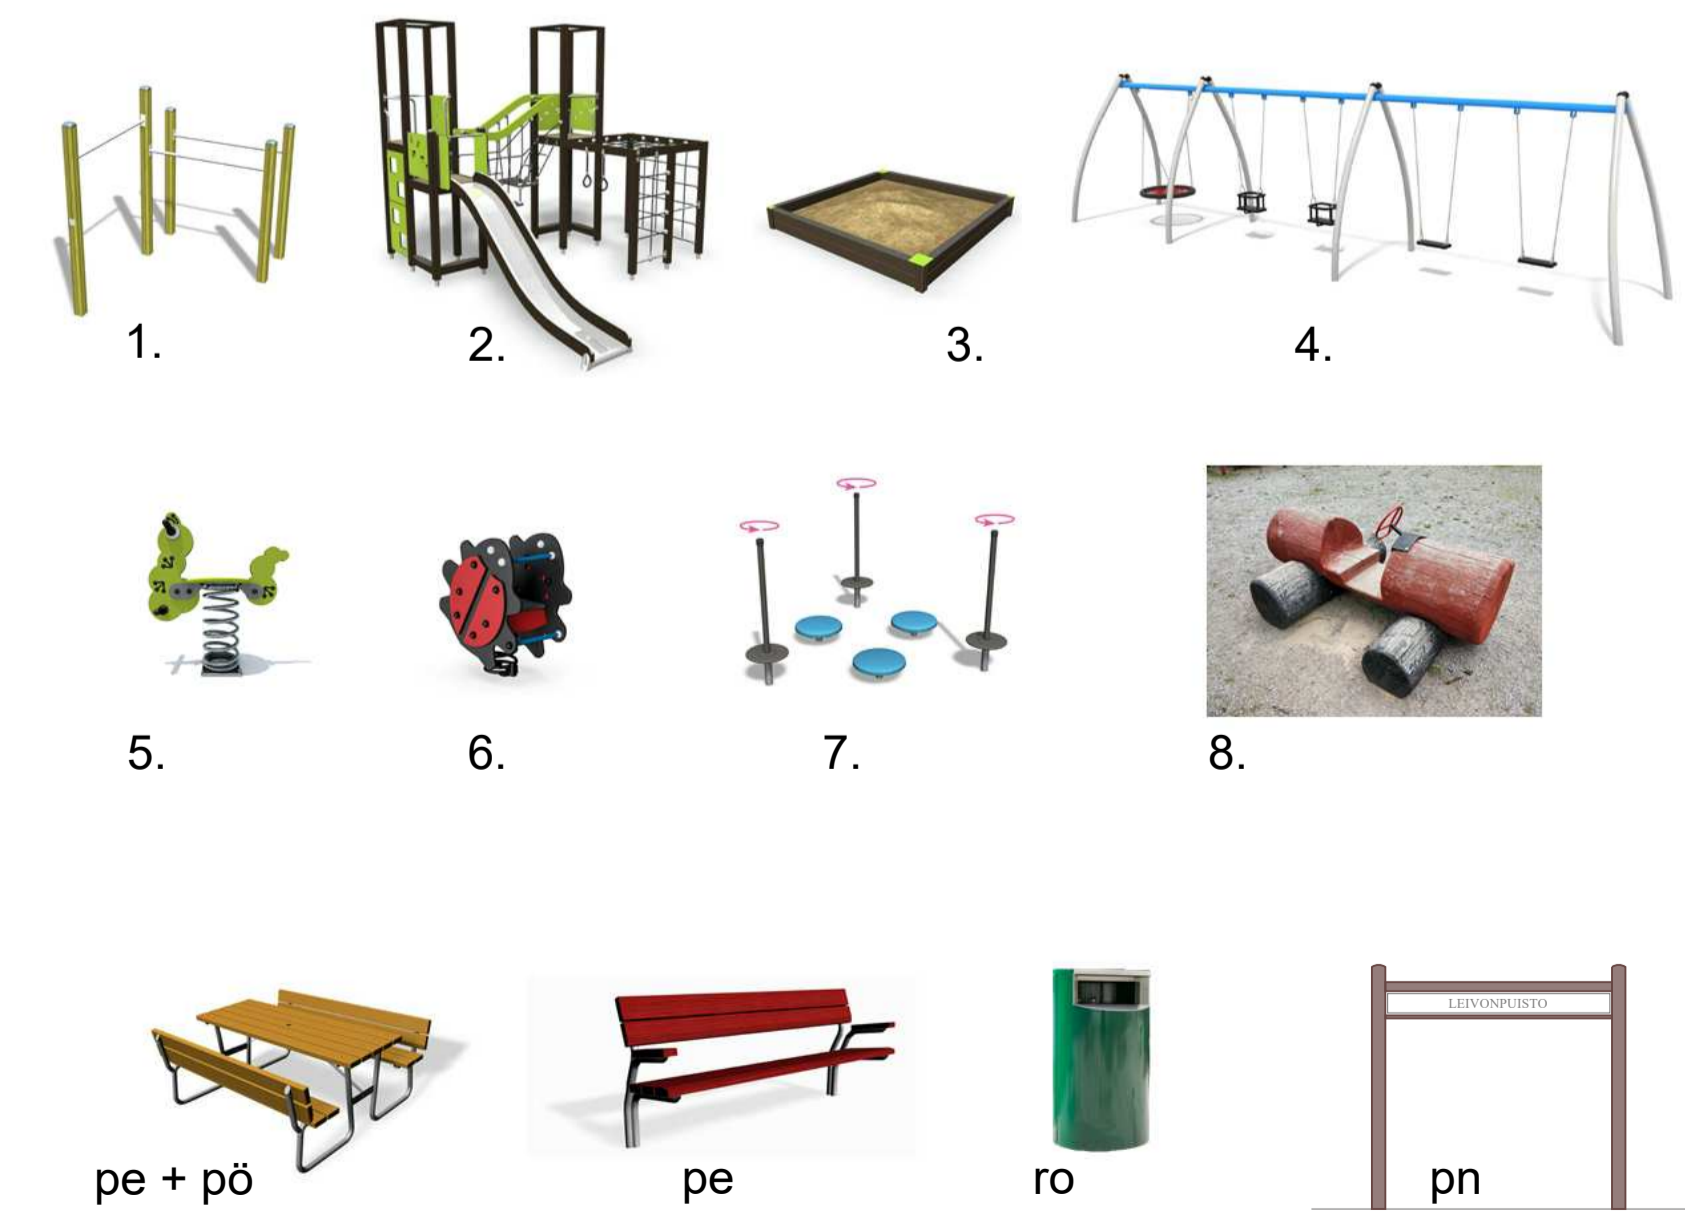 1.
2.
3.
4.
5.
6.
7.
8.
LEIVONPUISTO
pe + pö
pe
ro
pn